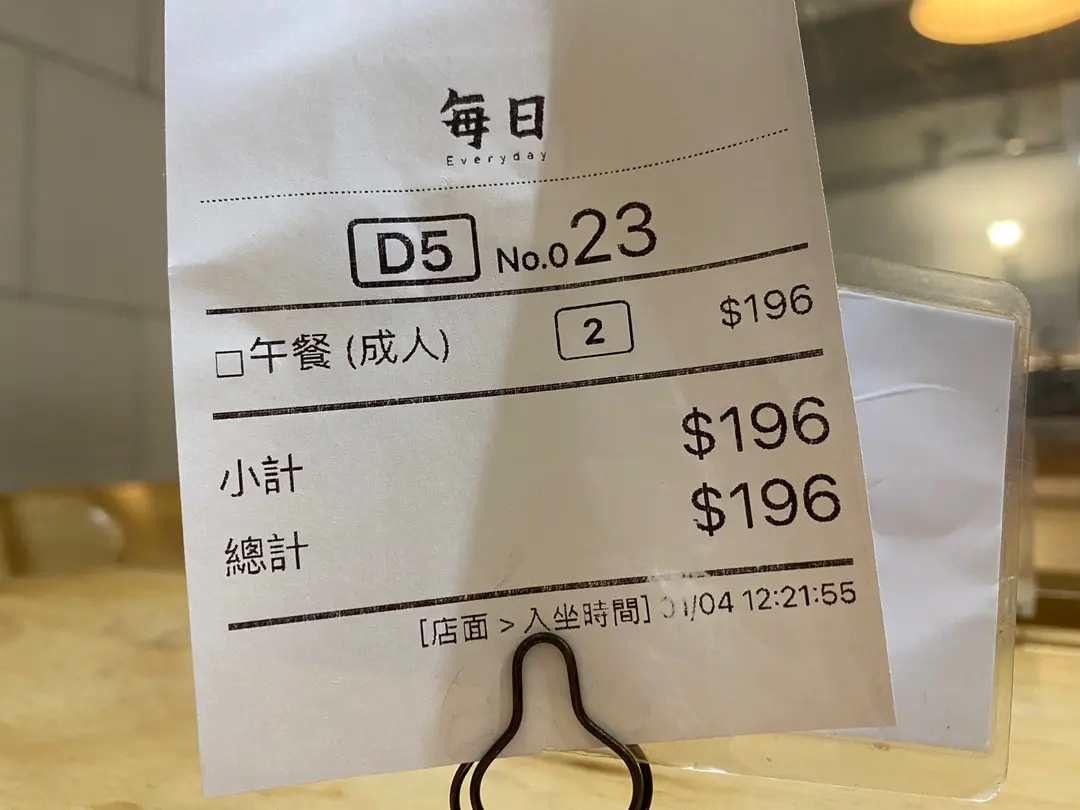 毎日
Everyday
D5 No.023
□午餐 (成人) 2 $196
小計 $196
總計 $196
[店面 > 入坐時間] 01/04 12:21:55